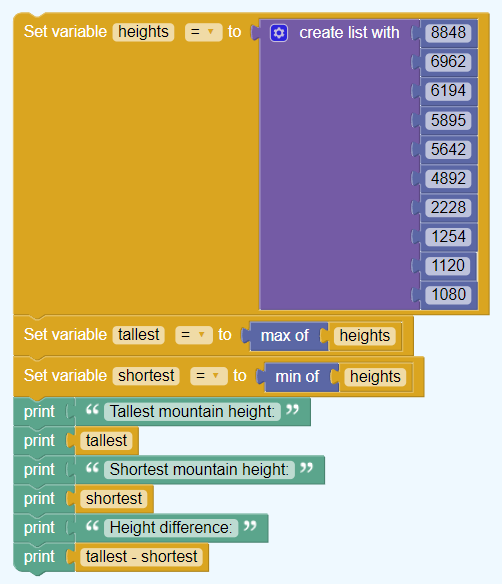 Set variable heights = ▾ to create list with 8848
6962
6194
5895
5642
4892
2228
1254
1120
1080
Set variable tallest = ▾ to max of heights
Set variable shortest = ▾ to min of heights
print “ Tallest mountain height: ”
print tallest
print “ Shortest mountain height: ”
print shortest
print “ Height difference: ”
print tallest - shortest